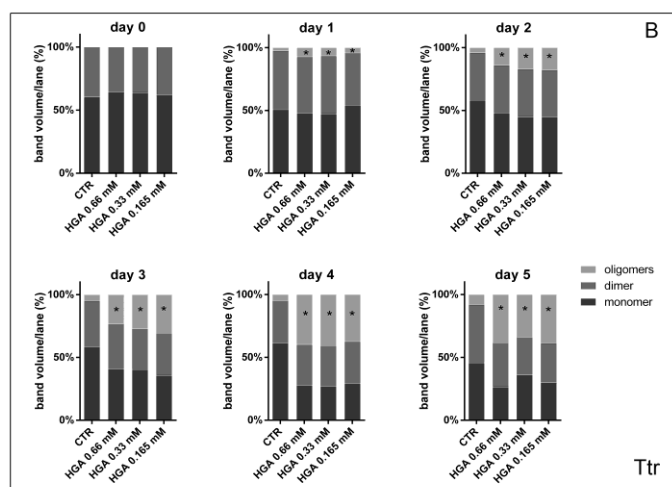 B
day 0
day 1
day 2
band volume/lane (%)
100%
50%
0%
CTR
HGA 0.66 mM
HGA 0.33 mM
HGA 0.165 mM
band volume/lane (%)
100%
50%
0%
* * *
CTR
HGA 0.66 mM
HGA 0.33 mM
HGA 0.165 mM
band volume/lane (%)
100%
50%
0%
* * *
CTR
HGA 0.66 mM
HGA 0.33 mM
HGA 0.165 mM
day 3
day 4
day 5
band volume/lane (%)
100%
50%
0%
* * *
CTR
HGA 0.66 mM
HGA 0.33 mM
HGA 0.165 mM
band volume/lane (%)
100%
50%
0%
* * *
CTR
HGA 0.66 mM
HGA 0.33 mM
HGA 0.165 mM
band volume/lane (%)
100%
50%
0%
* * *
CTR
HGA 0.66 mM
HGA 0.33 mM
HGA 0.165 mM
oligomers
dimer
monomer
Ttr